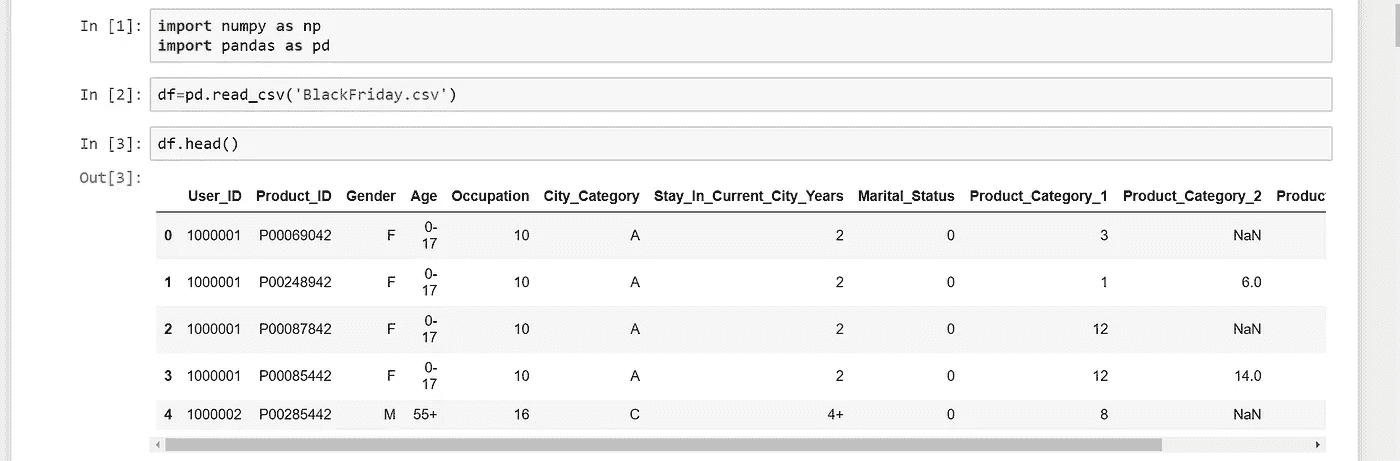 In [1]: import numpy as np
import pandas as pd
In [2]: df=pd.read_csv('BlackFriday.csv')
In [3]: df.head()
Out[3]:
User_ID Product_ID Gender Age Occupation City_Category Stay_In_Current_City_Years Marital_Status Product_Category_1 Product_Category_2 Produc
0 1000001 P00069042 F 0-17 10 A 2 0 3 NaN
1 1000001 P00248942 F 0-17 10 A 2 0 1 6.0
2 1000001 P00087842 F 0-17 10 A 2 0 12 NaN
3 1000001 P00085442 F 0-17 10 A 2 0 12 14.0
4 1000002 P00285442 M 55+ 16 C 4+ 0 8 NaN